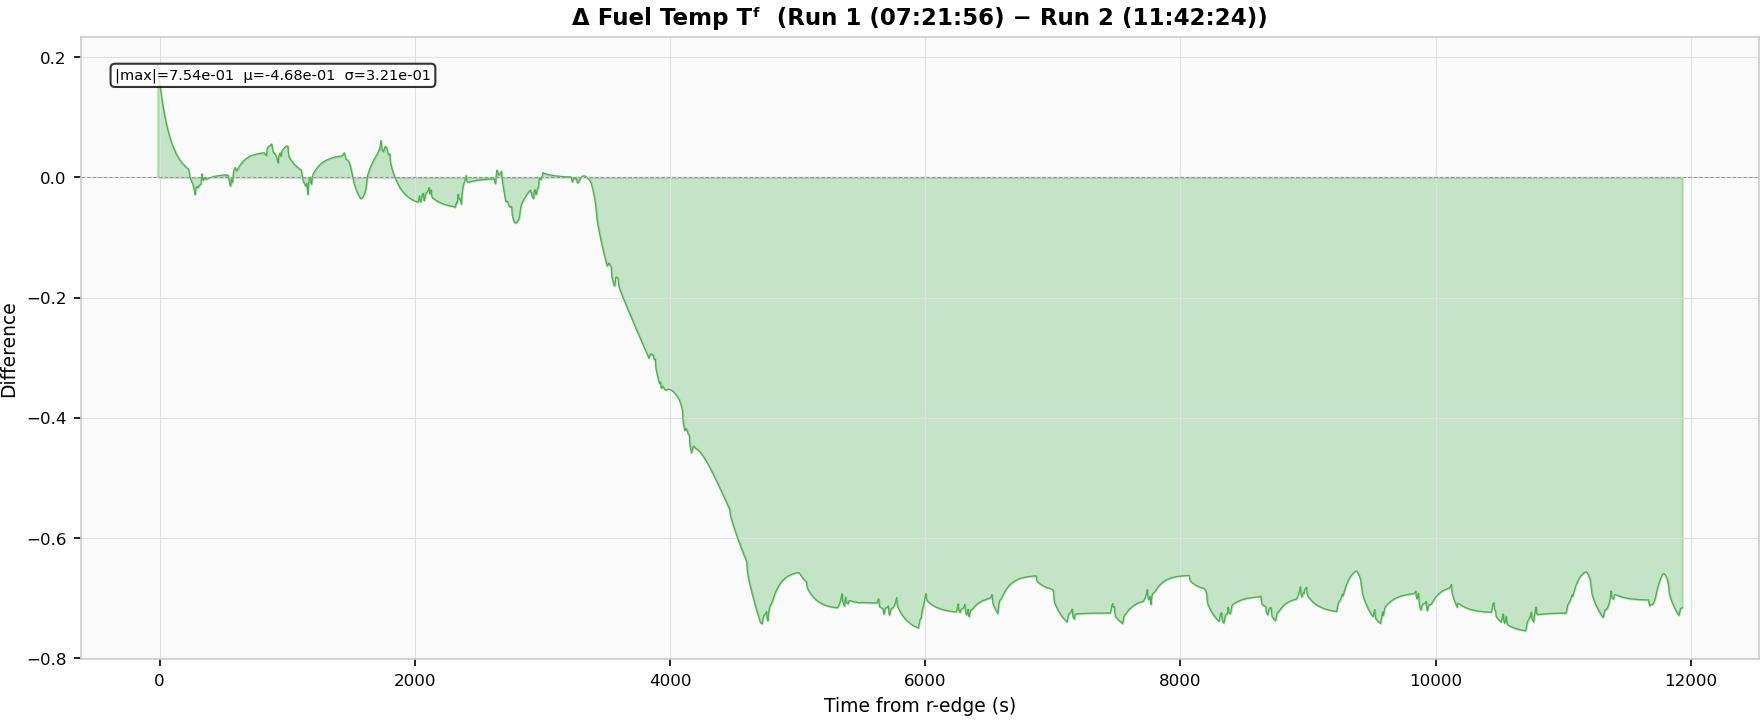 Δ Fuel Temp Tᶠ  (Run 1 (07:21:56) − Run 2 (11:42:24))
|max|=7.54e-01  μ=-4.68e-01  σ=3.21e-01
0.2
0.0
−0.2
−0.4
−0.6
−0.8
Difference
0 2000 4000 6000 8000 10000 12000
Time from r-edge (s)